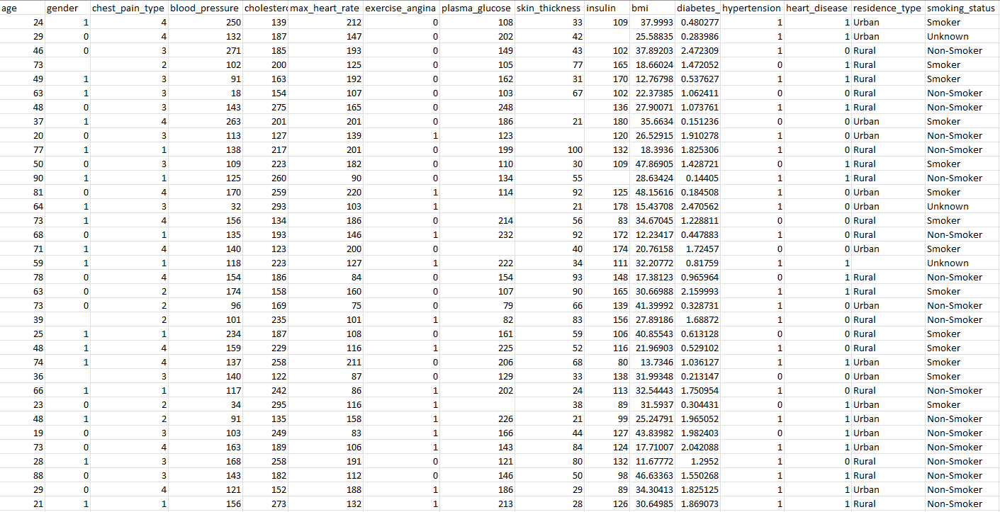 age gender chest_pain_type blood_pressure cholestero max_heart_rate exercise_angina plasma_glucose skin_thickness insulin bmi diabetes_ hypertension heart_disease residence_type smoking_status
24 1 4 250 139 212 0 108 33 109 37.9993 0.480277 1 1 Urban Smoker
29 0 4 132 187 147 0 202 42 25.58835 0.283986 1 1 Urban Unknown
46 0 3 271 185 193 0 149 43 102 37.89203 2.472309 1 0 Rural Non-Smoker
73 2 102 200 125 0 105 77 165 18.66024 1.472052 0 1 Rural Smoker
49 1 3 91 163 192 0 162 31 170 12.76798 0.537627 1 1 Rural Smoker
63 1 3 18 154 107 0 103 67 102 22.37385 1.062411 0 0 Rural Non-Smoker
48 0 3 143 275 165 0 248 136 27.90071 1.073761 1 1 Rural Non-Smoker
37 1 4 263 201 201 0 186 21 180 35.6634 0.151236 0 0 Urban Smoker
20 0 3 113 127 139 1 123 120 26.52915 1.910278 1 0 Urban Non-Smoker
77 1 1 138 217 201 0 199 100 132 18.3936 1.825306 1 0 Rural Non-Smoker
50 0 3 109 223 182 0 110 30 109 47.86905 1.428721 0 1 Rural Smoker
90 1 1 125 260 90 0 134 55 28.63424 0.14405 1 1 Rural Non-Smoker
81 0 4 170 259 220 1 114 92 125 48.15616 0.184508 1 0 Urban Smoker
64 1 3 32 293 103 1 21 178 15.43708 2.470562 1 0 Urban Unknown
73 1 4 156 134 186 0 214 56 83 34.67045 1.228811 0 1 Rural Smoker
68 0 1 135 193 146 1 232 92 172 12.23417 0.447883 1 0 Rural Non-Smoker
71 1 4 140 123 200 0 40 174 20.76158 1.72457 0 0 Urban Smoker
59 1 1 118 223 127 1 222 34 111 32.20772 0.81759 1 1 Unknown
78 0 4 154 186 84 0 154 93 148 17.38123 0.965964 0 1 Rural Non-Smoker
63 0 2 174 158 160 0 107 90 165 30.66988 2.159993 1 1 Rural Smoker
73 0 2 96 169 75 0 79 66 139 41.39992 0.328731 1 0 Urban Non-Smoker
39 2 101 235 101 1 82 83 156 27.89186 1.68872 0 1 Rural Non-Smoker
25 1 1 234 187 108 0 161 59 106 40.85543 0.613128 0 0 Rural Smoker
48 1 4 159 229 116 1 225 52 116 21.96903 0.529102 1 0 Rural Smoker
74 1 4 137 258 211 0 206 68 80 13.7346 1.036127 1 1 Urban Smoker
36 3 140 122 87 0 129 33 138 31.99348 0.213147 0 0 Urban Smoker
66 1 1 117 242 86 1 202 24 113 32.54443 1.750954 1 0 Rural Non-Smoker
23 0 2 34 295 116 1 38 89 31.5937 0.304431 0 1 Urban Smoker
48 1 2 91 135 158 1 226 21 99 25.24791 1.965052 1 1 Urban Non-Smoker
19 0 3 103 249 83 1 166 44 127 43.83982 1.982403 0 1 Urban Non-Smoker
73 0 4 163 189 106 1 143 84 124 17.71007 2.042088 1 1 Urban Non-Smoker
28 1 3 168 258 191 0 121 80 132 11.67772 1.2952 1 0 Rural Non-Smoker
88 0 3 143 182 112 0 146 50 98 46.63363 1.550268 1 1 Rural Non-Smoker
29 0 4 121 152 188 1 186 29 89 34.30413 1.825125 1 1 Urban Non-Smoker
21 1 1 156 273 132 1 213 28 126 30.64985 1.869073 1 1 Rural Non-Smoker